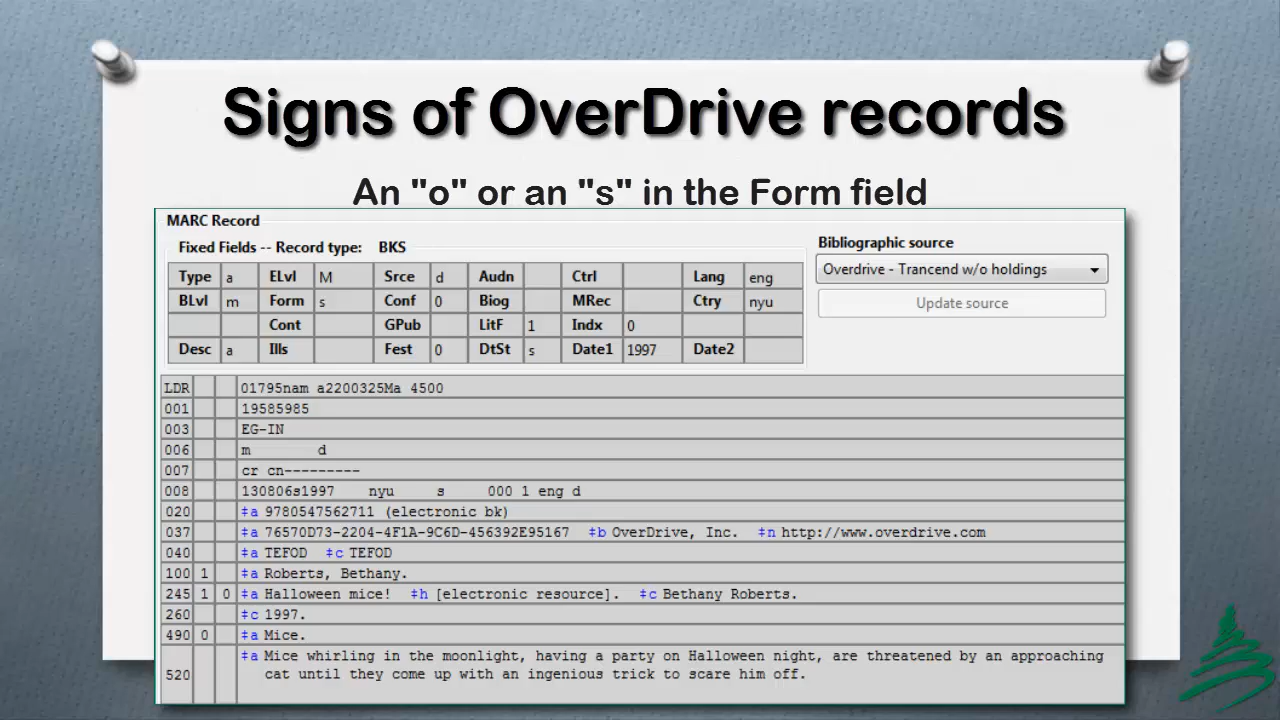 Signs of OverDrive records
An "o" or an "s" in the Form field
MARC Record
Fixed Fields -- Record type: BKS
Bibliographic source
Overdrive - Trancend w/o holdings
Update source
Type a ELvl M Srce d Audn Ctrl Lang eng
BLvl m Form s Conf 0 Biog MRec Ctry nyu
Cont GPub LitF 1 Indx 0
Desc a Ills Fest 0 DtSt s Date1 1997 Date2
LDR 01795nam a2200325Ma 4500
001 19585985
003 EG-IN
006 m d
007 cr cn---------
008 130806s1997 nyu s 000 1 eng d
020 ‡a 9780547562711 (electronic bk)
037 ‡a 76570D73-2204-4F1A-9C6D-456392E95167 ‡b OverDrive, Inc. ‡n http://www.overdrive.com
040 ‡a TEFOD ‡c TEFOD
100 1 ‡a Roberts, Bethany.
245 1 0 ‡a Halloween mice! ‡h [electronic resource]. ‡c Bethany Roberts.
260 ‡c 1997.
490 0 ‡a Mice.
520 ‡a Mice whirling in the moonlight, having a party on Halloween night, are threatened by an approaching
cat until they come up with an ingenious trick to scare him off.